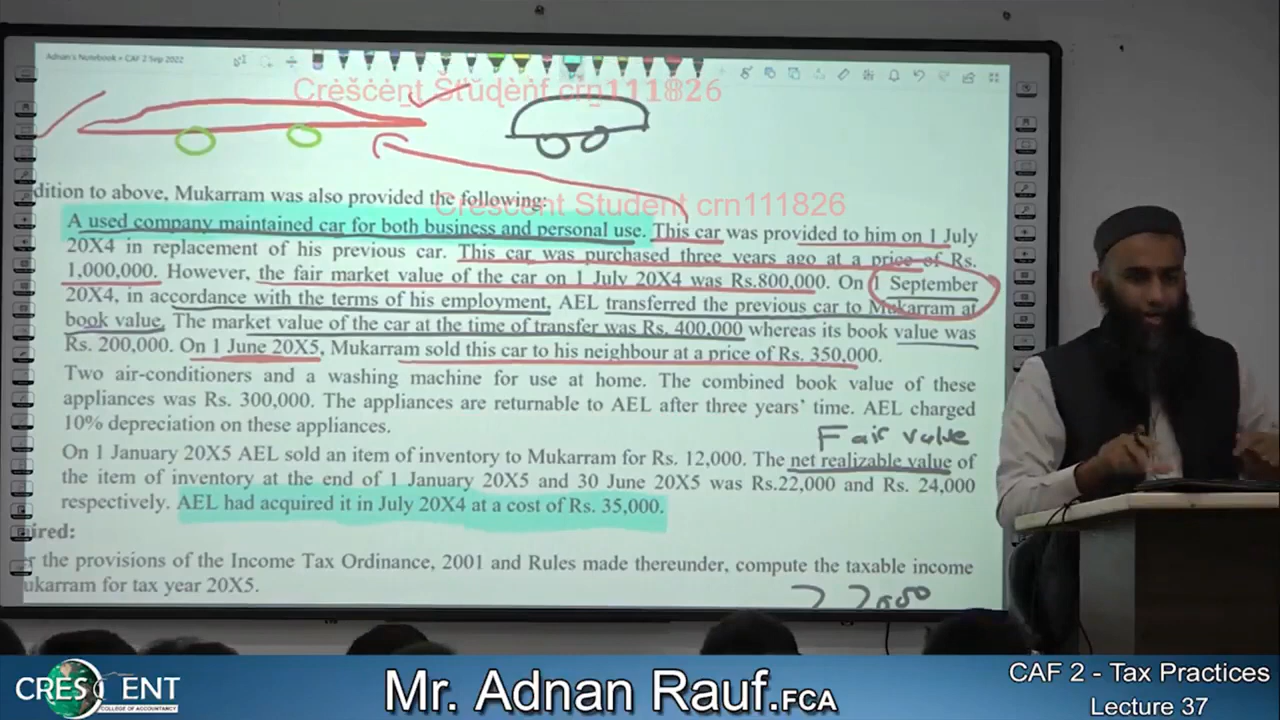 Adnan's Notebook » CAF 2 Sep 2022
Crescent Student crn111826
dition to above, Mukarram was also provided the following:
Crescent Student crn111826
A used company maintained car for both business and personal use. This car was provided to him on 1 July
20X4 in replacement of his previous car. This car was purchased three years ago at a price of Rs.
1,000,000. However, the fair market value of the car on 1 July 20X4 was Rs.800,000. On 1 September
20X4, in accordance with the terms of his employment, AEL transferred the previous car to Mukarram at
book value. The market value of the car at the time of transfer was Rs. 400,000 whereas its book value was
Rs. 200,000. On 1 June 20X5, Mukarram sold this car to his neighbour at a price of Rs. 350,000.
Two air-conditioners and a washing machine for use at home. The combined book value of these
appliances was Rs. 300,000. The appliances are returnable to AEL after three years' time. AEL charged
10% depreciation on these appliances.
Fair value
On 1 January 20X5 AEL sold an item of inventory to Mukarram for Rs. 12,000. The net realizable value of
the item of inventory at the end of 1 January 20X5 and 30 June 20X5 was Rs.22,000 and Rs. 24,000
respectively. AEL had acquired it in July 20X4 at a cost of Rs. 35,000.
ired:
r the provisions of the Income Tax Ordinance, 2001 and Rules made thereunder, compute the taxable income
ukarram for tax year 20X5.
CRESCENT
COLLEGE OF ACCOUNTANCY
Mr. Adnan Rauf.FCA
CAF 2 - Tax Practices
Lecture 37